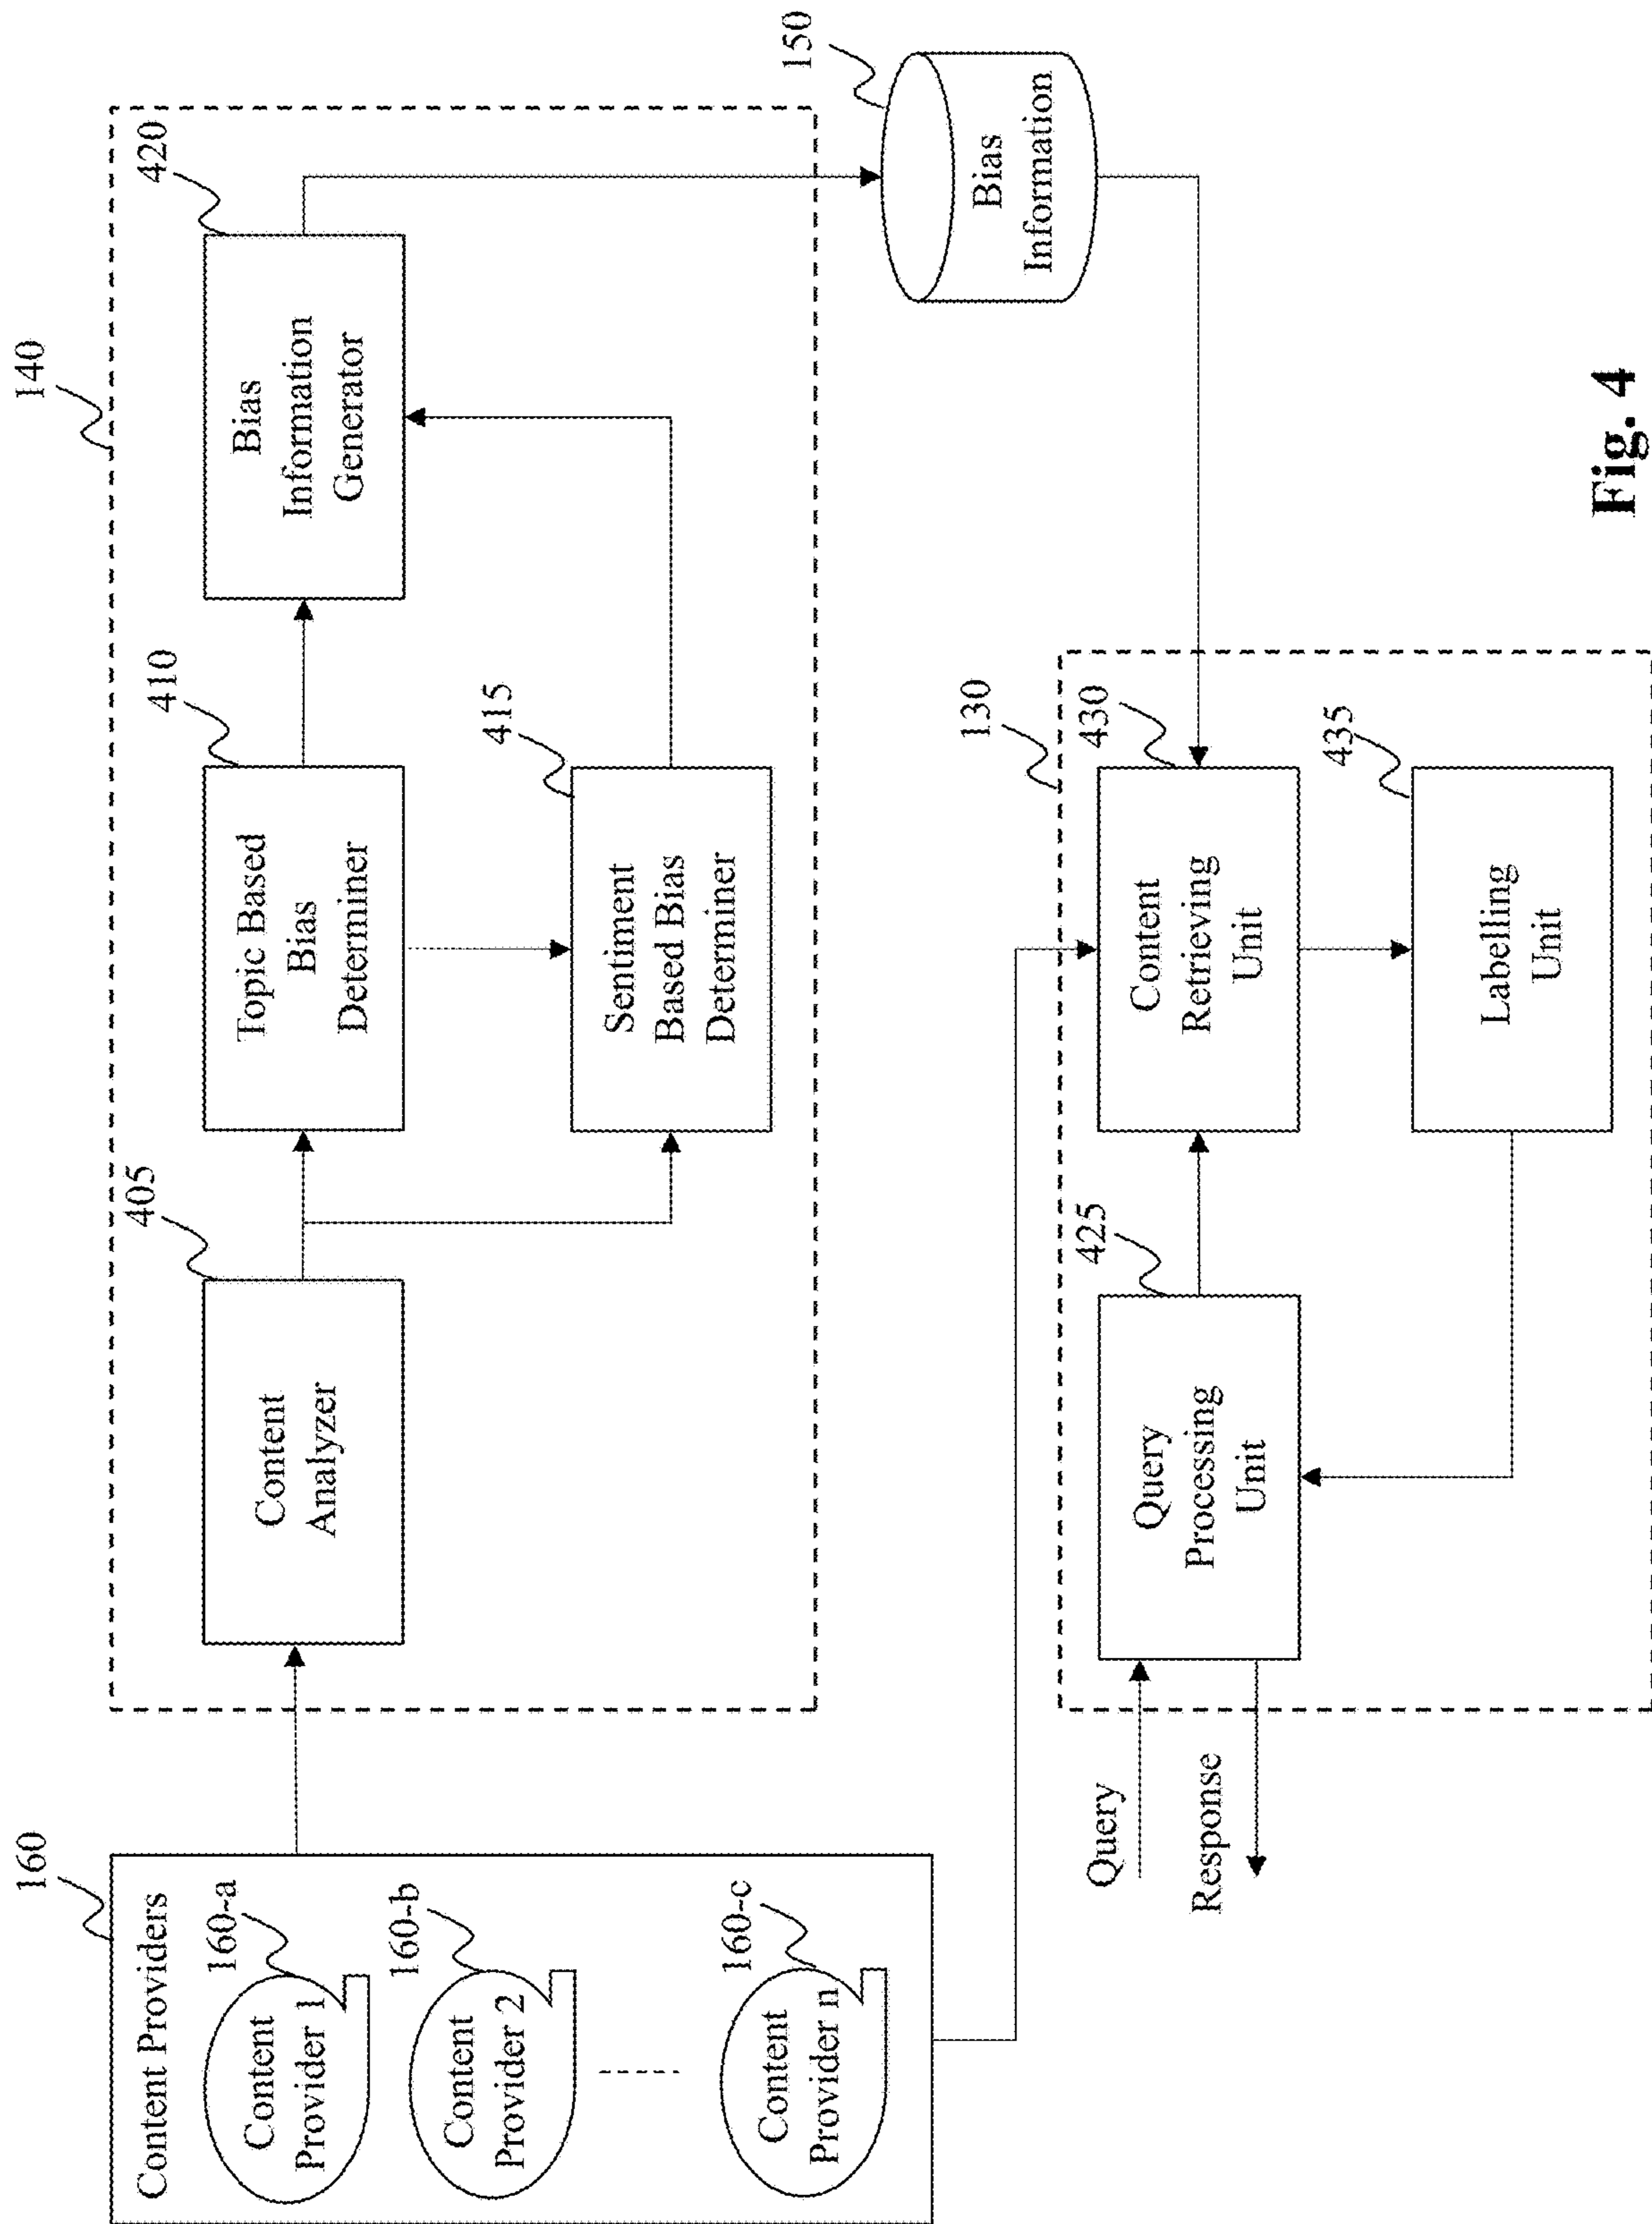 160
Content Providers
160-a
Content
Provider 1
160-b
Content
Provider 2
160-c
Content
Provider n
140
405
Content
Analyzer
410
Topic Based
Bias
Determiner
415
Sentiment
Based Bias
Determiner
420
Bias
Information
Generator
150
Bias
Information
130
Query
Response
425
Query
Processing
Unit
430
Content
Retrieving
Unit
435
Labelling
Unit
Fig. 4